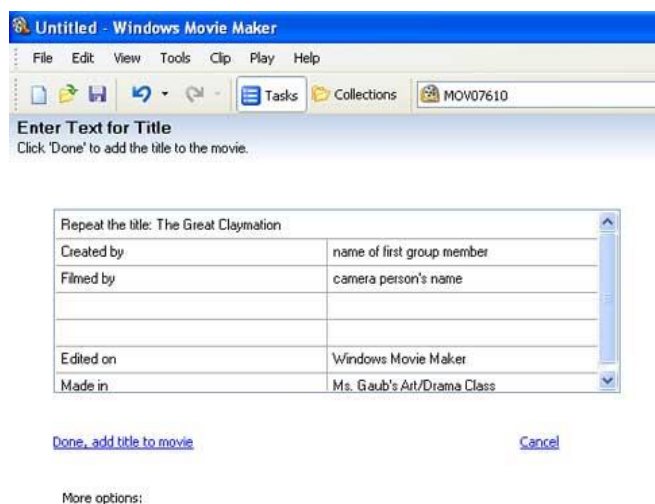 Untitled - Windows Movie Maker
File Edit View Tools Clip Play Help
Tasks Collections MOV07610
Enter Text for Title
Click 'Done' to add the title to the movie.
Repeat the title: The Great Claymation
Created by name of first group member
Filmed by camera person's name
Edited on Windows Movie Maker
Made in Ms. Gaub's Art/Drama Class
Done, add title to movie Cancel
More options: